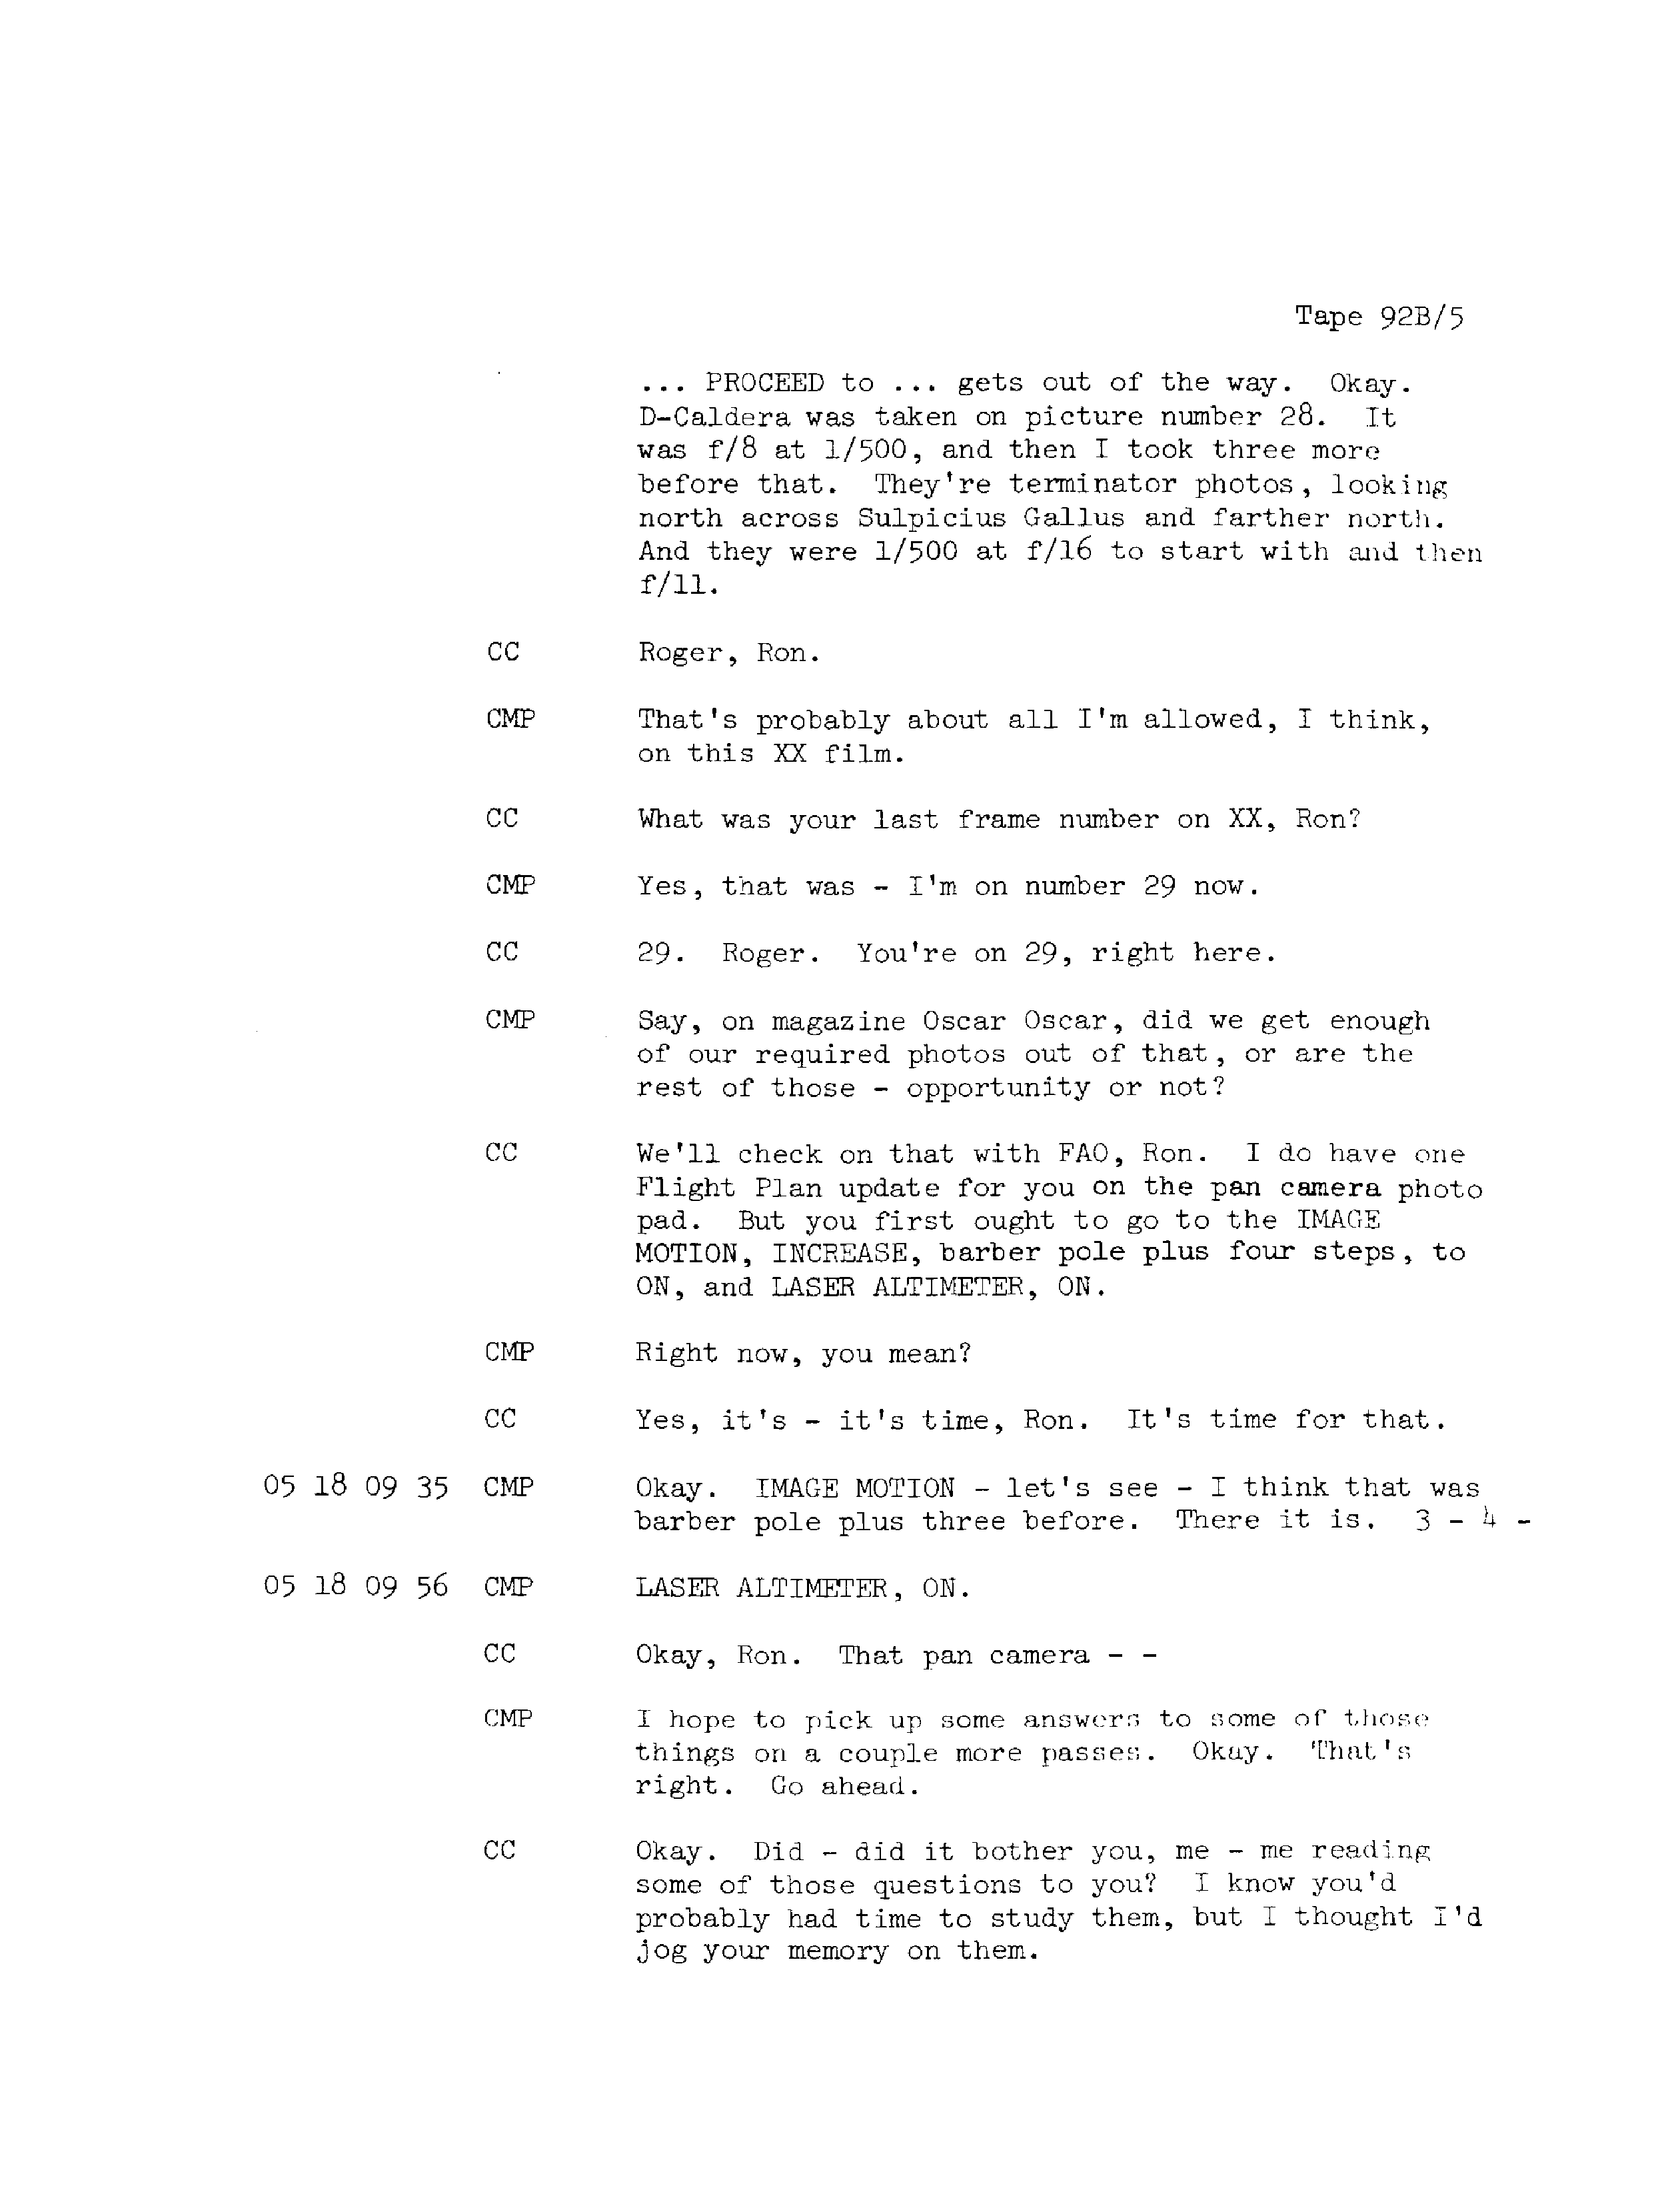 Tape 92B/5
... PROCEED to ... gets out of the way. Okay.
D-Caldera was taken on picture number 28. It
was f/8 at 1/500, and then I took three more
before that. They're terminator photos, looking
north across Sulpicius Gallus and farther north.
And they were 1/500 at f/16 to start with and then
f/11.
CC Roger, Ron.
CMP That's probably about all I'm allowed, I think,
on this XX film.
CC What was your last frame number on XX, Ron?
CMP Yes, that was - I'm on number 29 now.
CC 29. Roger. You're on 29, right here.
CMP Say, on magazine Oscar Oscar, did we get enough
of our required photos out of that, or are the
rest of those - opportunity or not?
CC We'll check on that with FAO, Ron. I do have one
Flight Plan update for you on the pan camera photo
pad. But you first ought to go to the IMAGE
MOTION, INCREASE, barber pole plus four steps, to
ON, and LASER ALTIMETER, ON.
CMP Right now, you mean?
CC Yes, it's - it's time, Ron. It's time for that.
05 18 09 35 CMP Okay. IMAGE MOTION - let's see - I think that was
barber pole plus three before. There it is. 3 - 4 -
05 18 09 56 CMP LASER ALTIMETER, ON.
CC Okay, Ron. That pan camera - -
CMP I hope to pick up some answers to some of those
things on a couple more passes. Okay. That's
right. Go ahead.
CC Okay. Did - did it bother you, me - me reading
some of those questions to you? I know you'd
probably had time to study them, but I thought I'd
jog your memory on them.